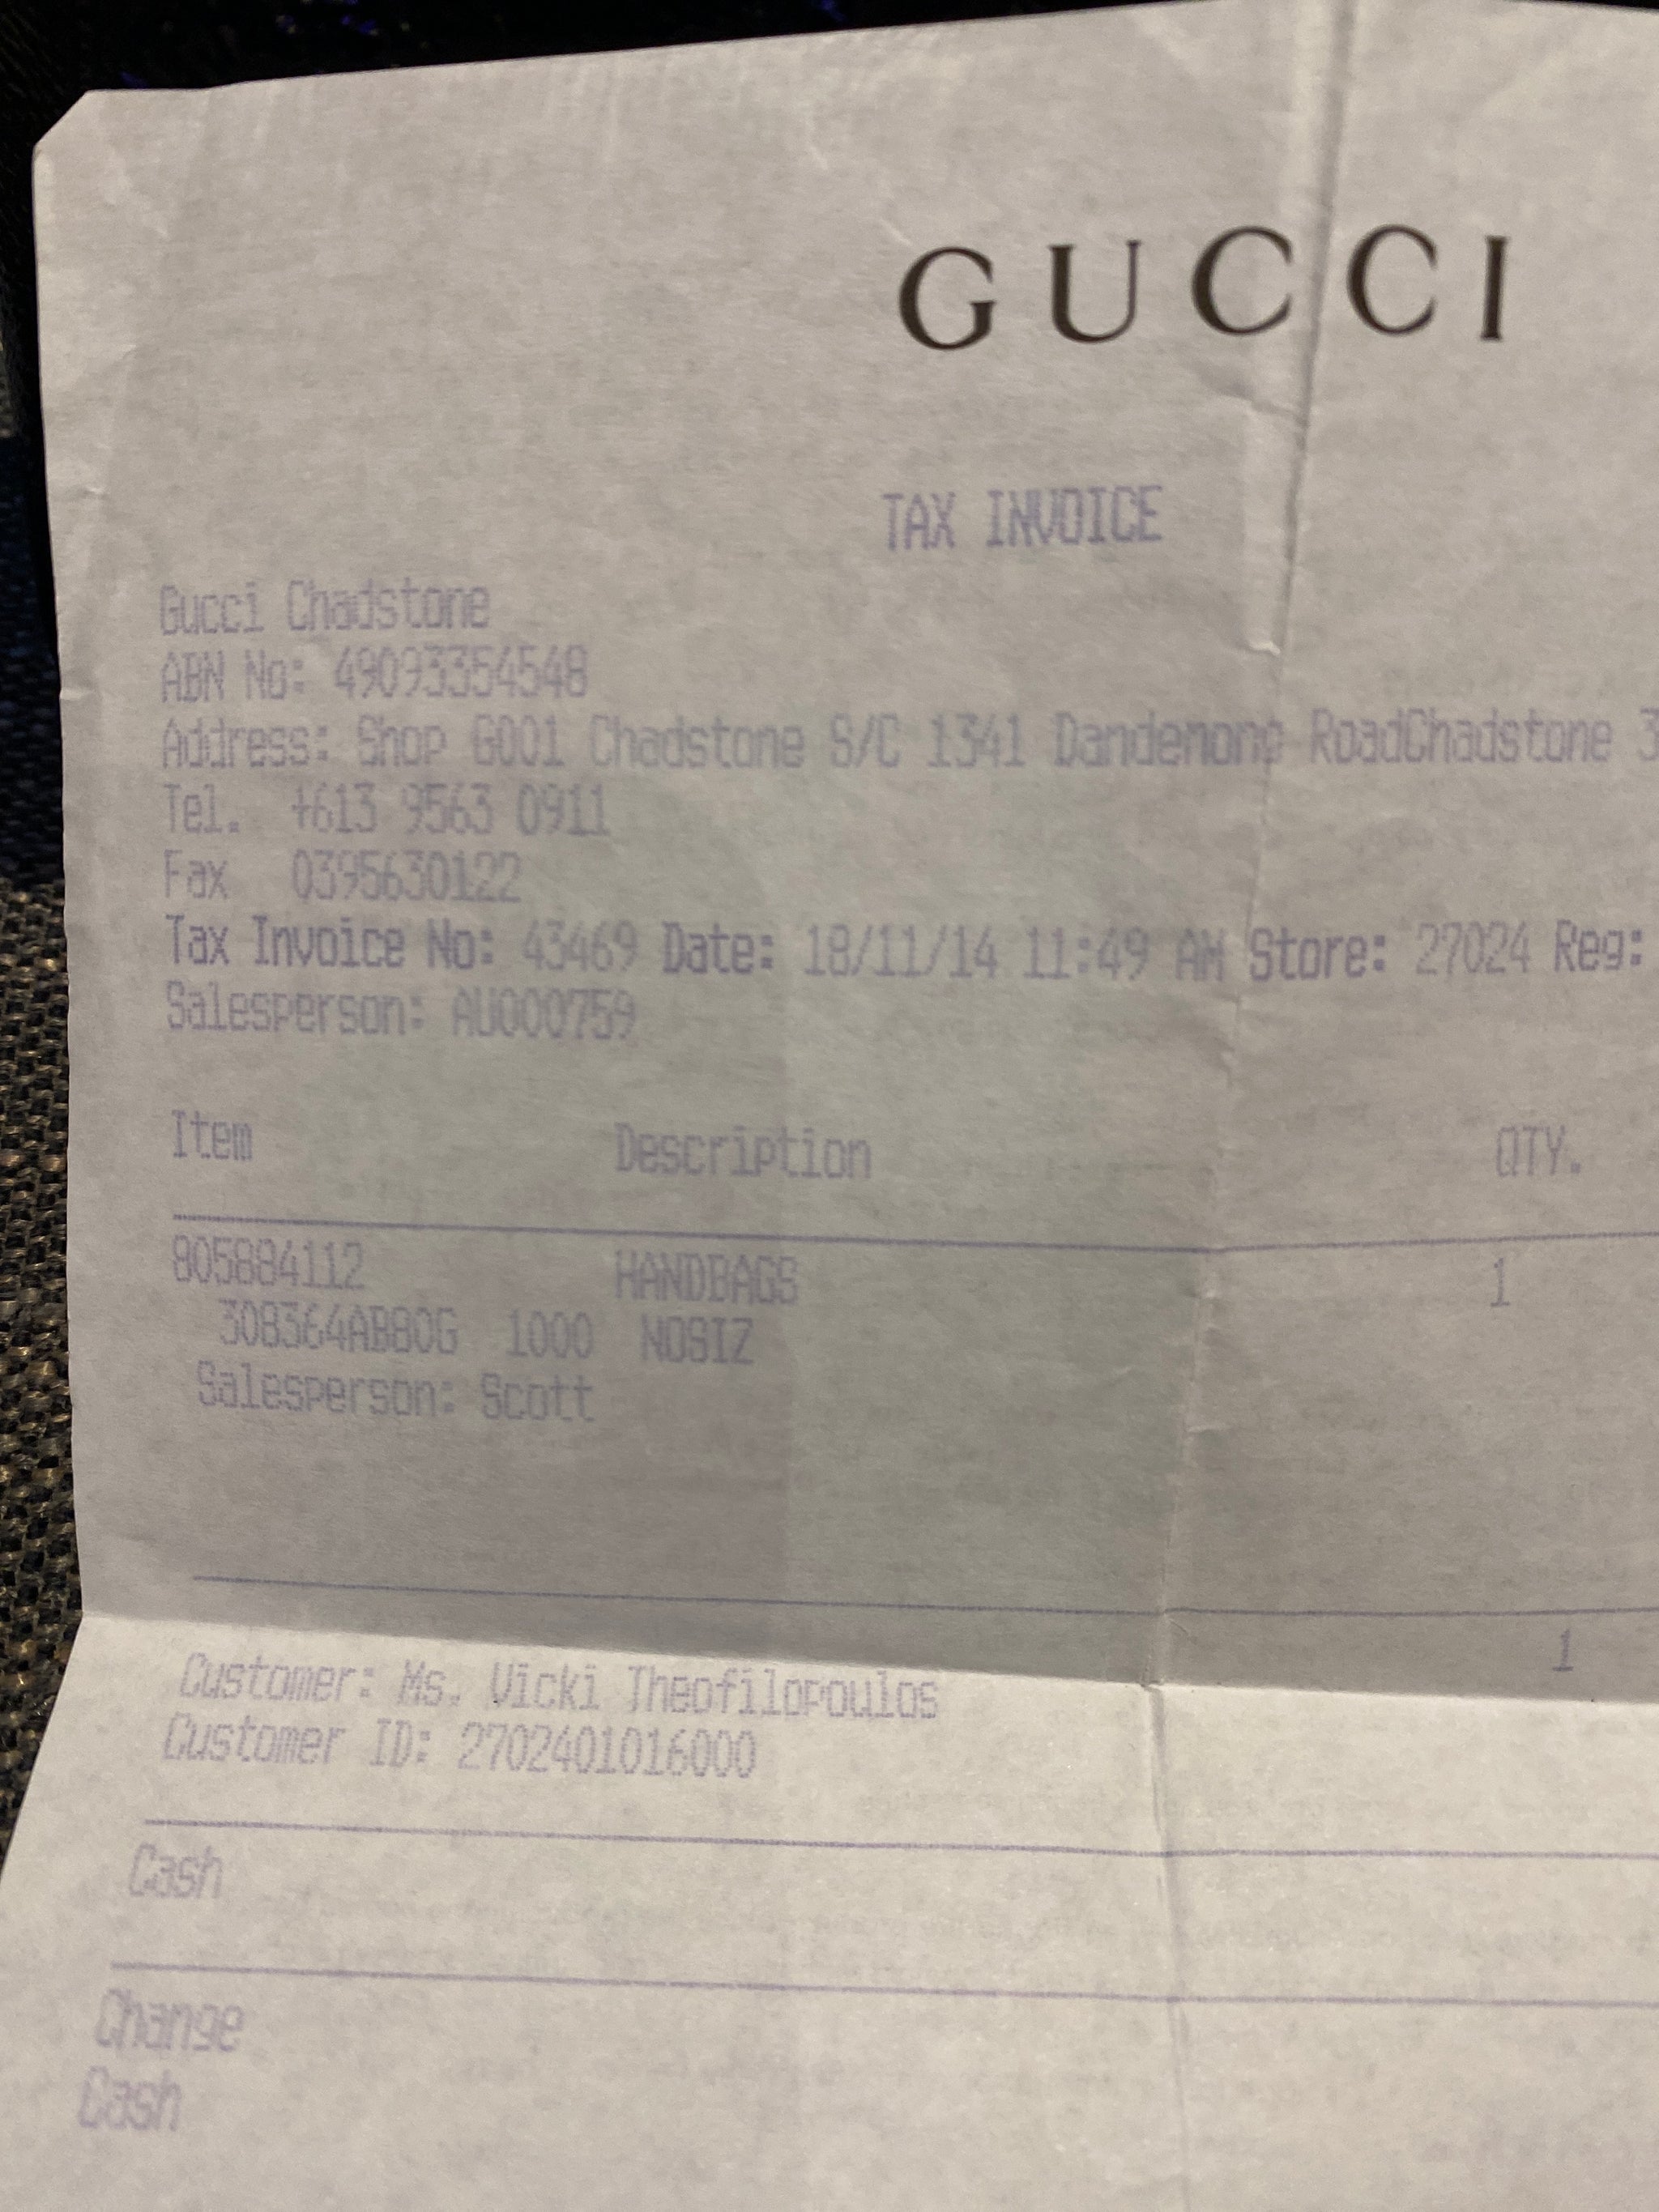 GUCCI
TAX INVOICE
Gucci Chadstone
ABN No: 49093354548
Address: Shop G001 Chadstone S/C 1341 Dandenong RoadChadstone 3
Tel. +613 9563 0911
Fax 0395630122
Tax Invoice No: 43469 Date: 18/11/14 11:49 AM Store: 27024 Reg:
Salesperson: AU000759
Item Description QTY.
805884112 HANDBAGS 1
308364AB80G 1000 NOSIZ
Salesperson: Scott
1
Customer: Ms. Vicki Theofilopoulos
Customer ID: 2702401016000
Cash
Change
Cash